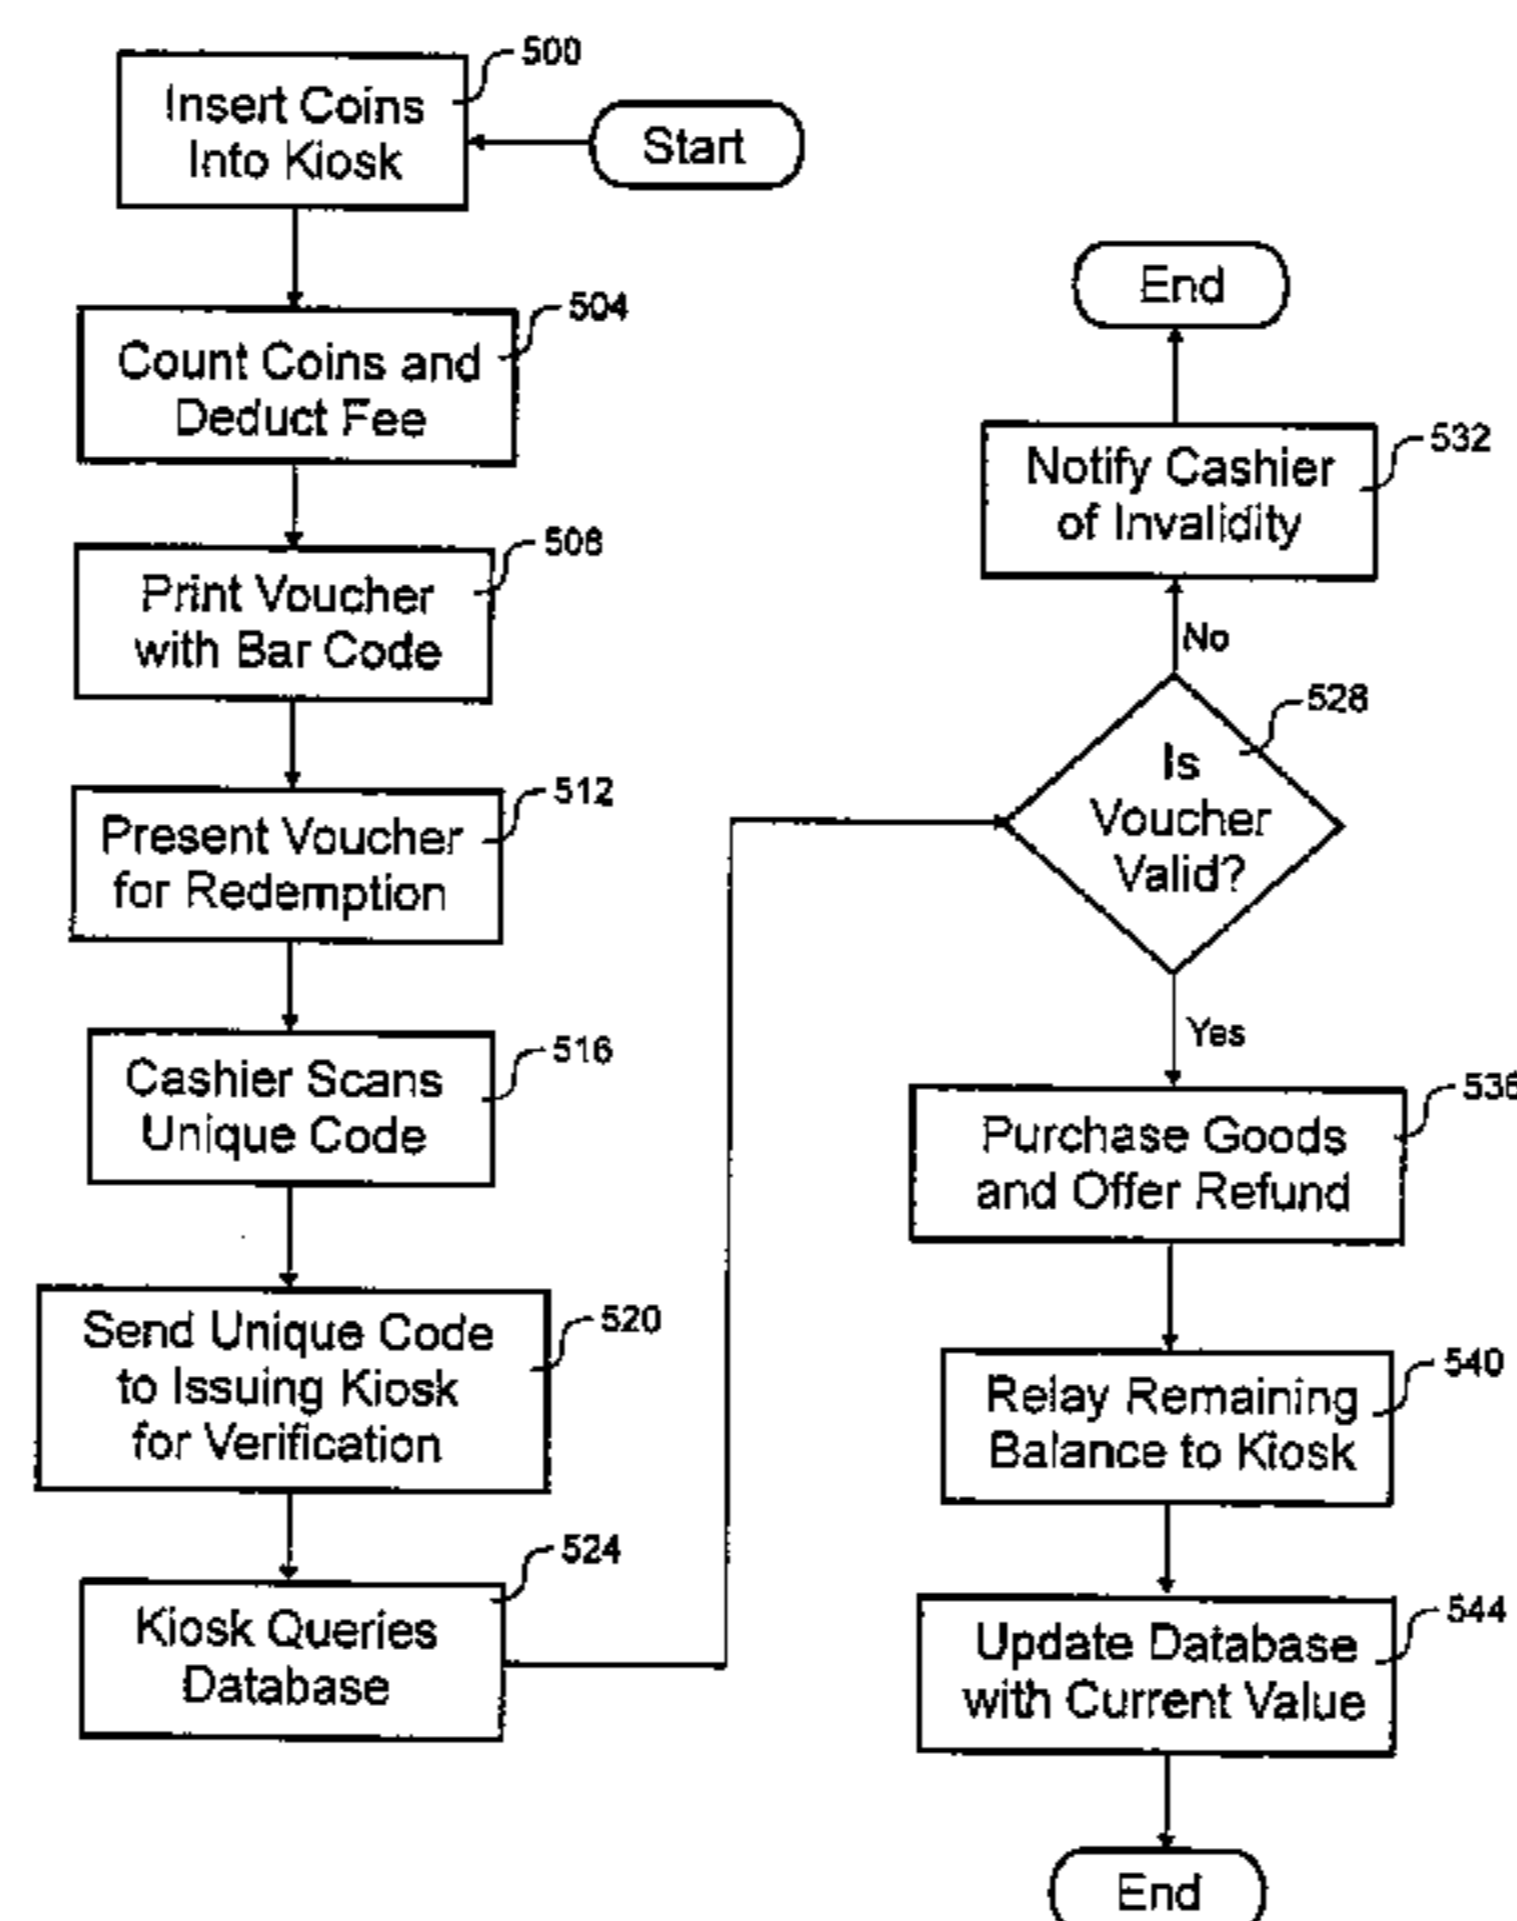 500
Insert Coins
Into Kiosk
Start
504
Count Coins and
Deduct Fee
508
Print Voucher
with Bar Code
512
Present Voucher
for Redemption
516
Cashier Scans
Unique Code
520
Send Unique Code
to Issuing Kiosk
for Verification
524
Kiosk Queries
Database
End
532
Notify Cashier
of Invalidity
No
528
Is
Voucher
Valid?
Yes
536
Purchase Goods
and Offer Refund
540
Relay Remaining
Balance to Kiosk
544
Update Database
with Current Value
End